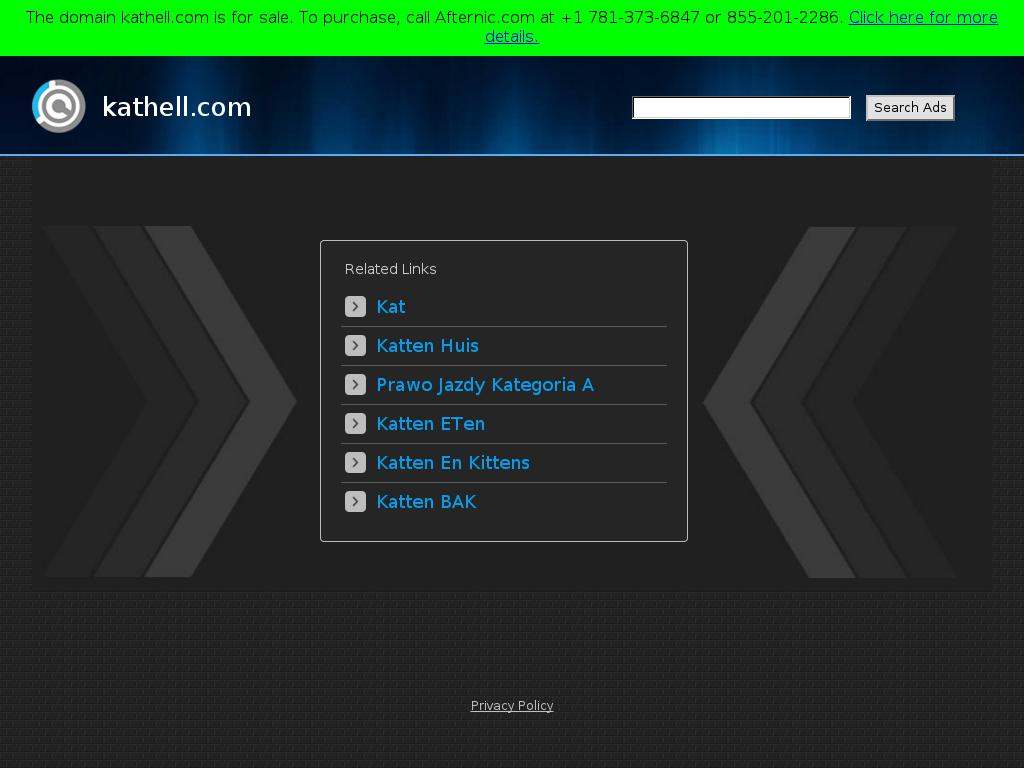 The domain kathell.com is for sale. To purchase, call Afternic.com at +1 781-373-6847 or 855-201-2286. Click here for more
details.
kathell.com
Search Ads
Related Links
Kat
Katten Huis
Prawo Jazdy Kategoria A
Katten ETen
Katten En Kittens
Katten BAK
Privacy Policy